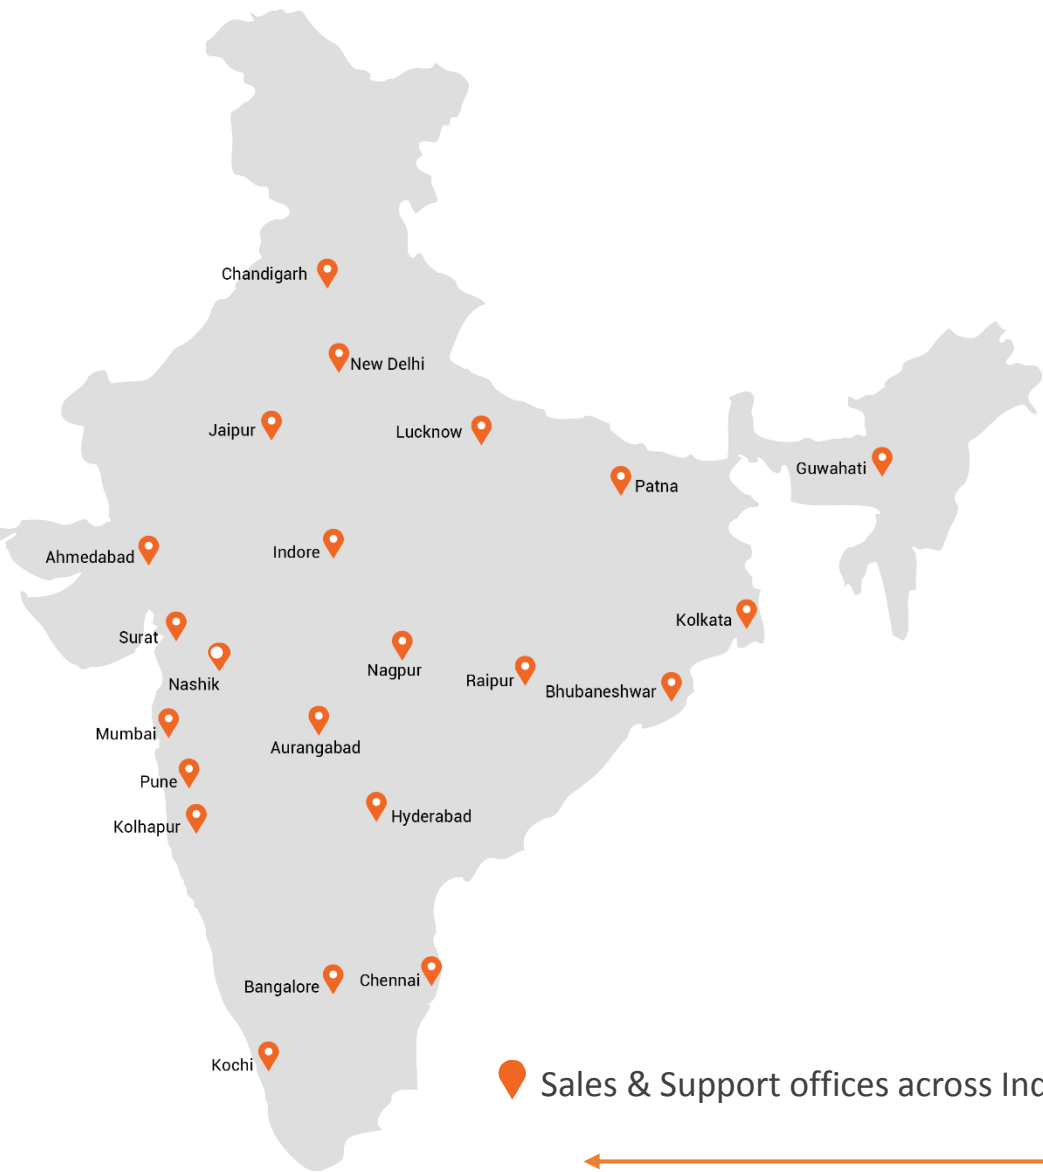 Chandigarh
New Delhi
Jaipur
Lucknow
Guwahati
Patna
Indore
Ahmedabad
Kolkata
Surat
Nagpur
Raipur
Nashik
Bhubaneshwar
Mumbai
Aurangabad
Pune
Hyderabad
Kolhapur
Chennai
Bangalore
Kochi
Sales & Support offices across